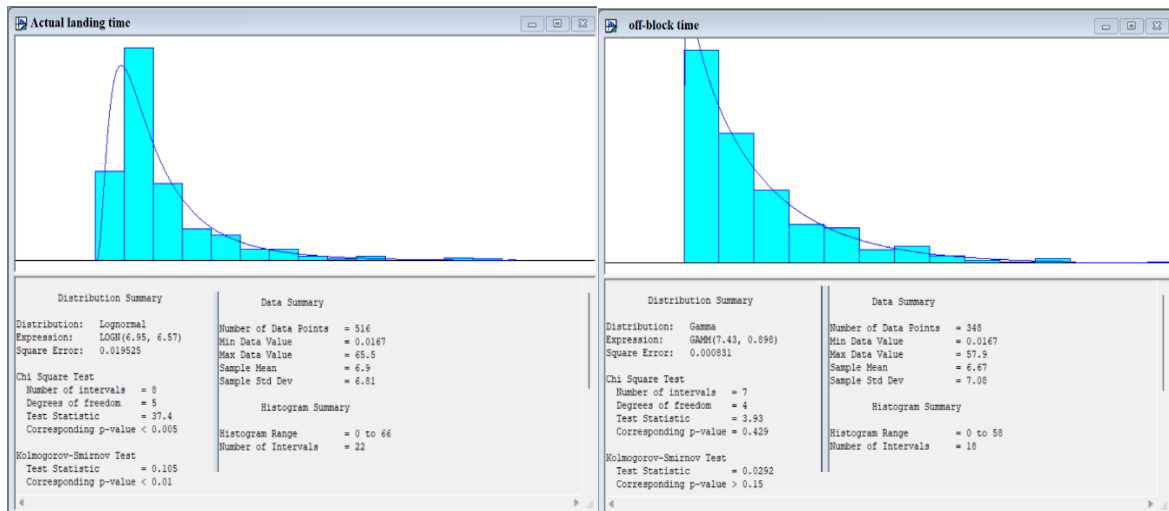 Actual landing time
Distribution Summary
Distribution: Lognormal
Expression: LOGN(6.95, 6.57)
Square Error: 0.019525
Chi Square Test
Number of intervals = 8
Degrees of freedom = 5
Test Statistic = 37.4
Corresponding p-value < 0.005
Kolmogorov-Smirnov Test
Test Statistic = 0.105
Corresponding p-value < 0.01
Data Summary
Number of Data Points = 516
Min Data Value = 0.0167
Max Data Value = 65.5
Sample Mean = 6.9
Sample Std Dev = 6.81
Histogram Summary
Histogram Range = 0 to 66
Number of Intervals = 22
off-block time
Distribution Summary
Distribution: Gamma
Expression: GAMM(7.43, 0.898)
Square Error: 0.000831
Chi Square Test
Number of intervals = 7
Degrees of freedom = 4
Test Statistic = 3.93
Corresponding p-value = 0.429
Kolmogorov-Smirnov Test
Test Statistic = 0.0292
Corresponding p-value > 0.15
Data Summary
Number of Data Points = 348
Min Data Value = 0.0167
Max Data Value = 57.9
Sample Mean = 6.67
Sample Std Dev = 7.08
Histogram Summary
Histogram Range = 0 to 58
Number of Intervals = 18